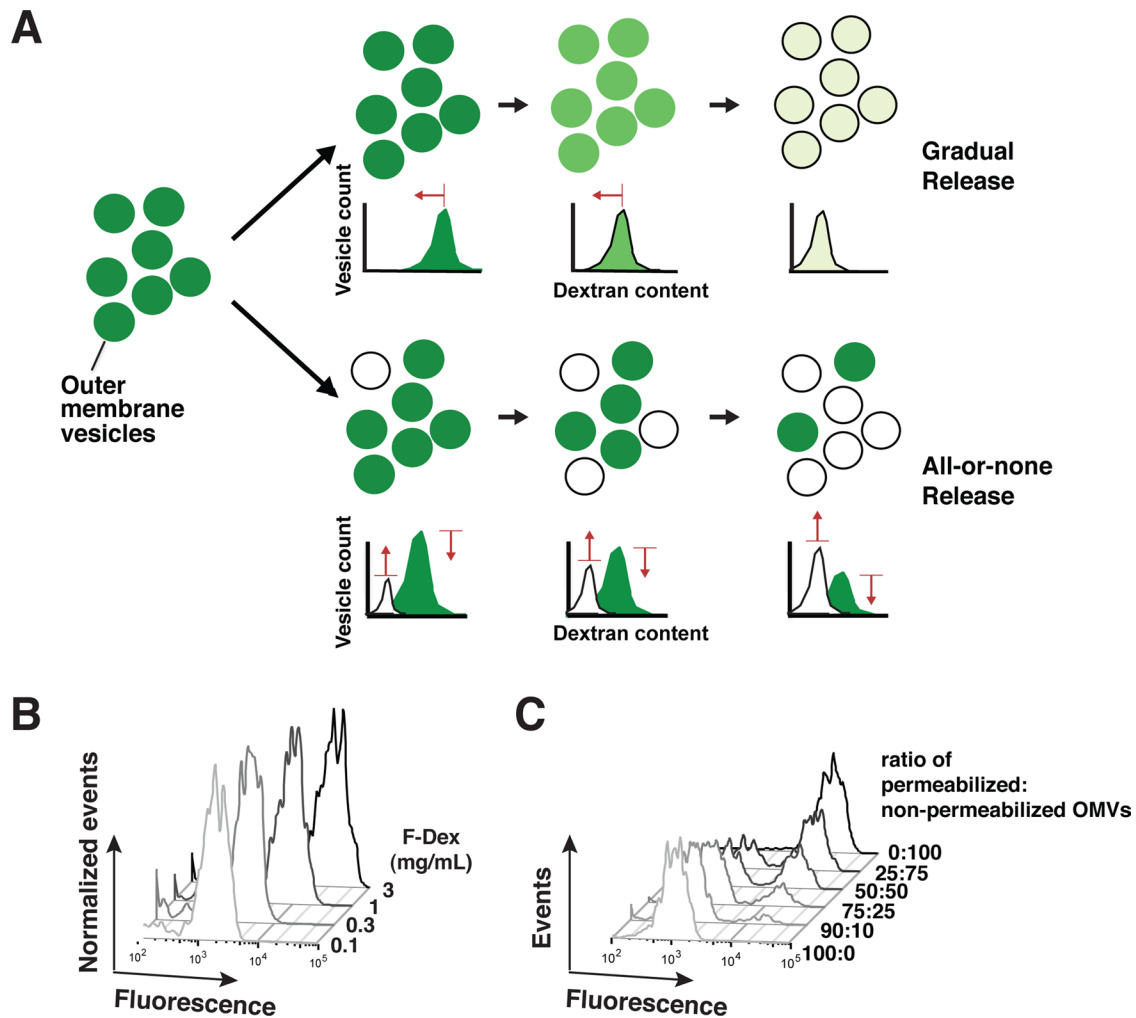 A
Vesicle count
Dextran content
Gradual
Release
Outer
membrane
vesicles
Vesicle count
Dextran content
All-or-none
Release
B
Normalized events
F-Dex
(mg/mL)
3
1
0.3
0.1
10² 10³ 10⁴ 10⁵
Fluorescence
C
Events
ratio of
permeabilized:
non-permeabilized OMVs
0:100
25:75
50:50
75:25
90:10
100:0
10² 10³ 10⁴ 10⁵
Fluorescence